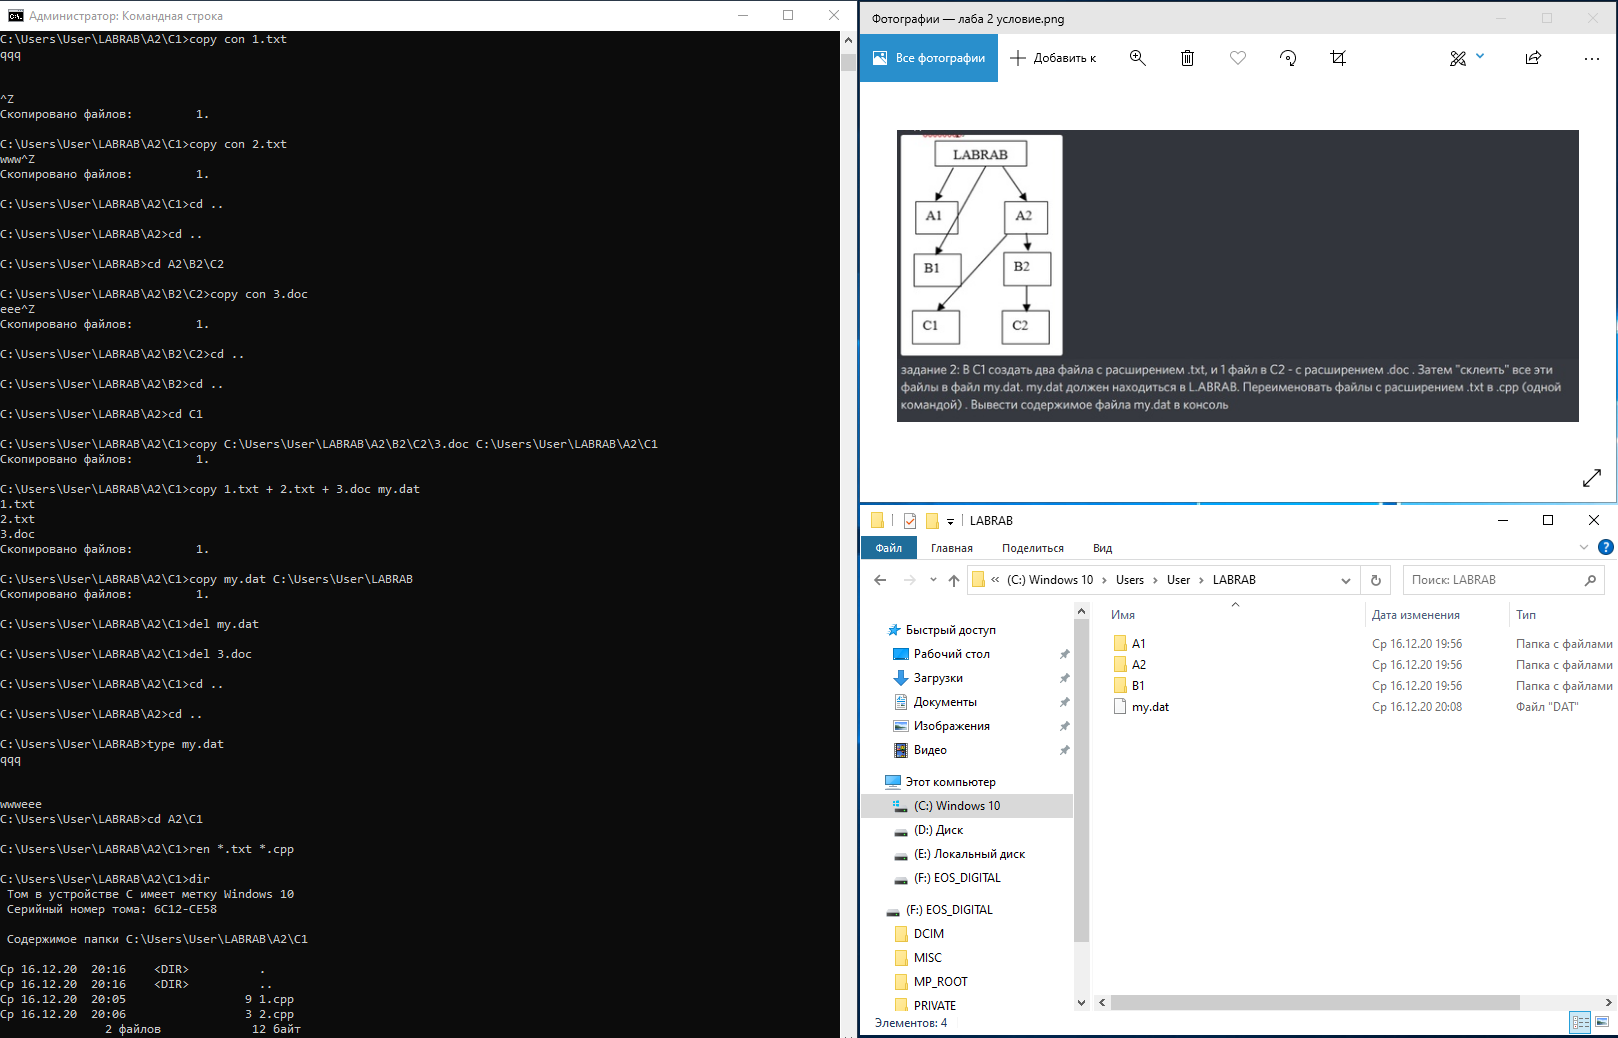 Администратор: Командная строка
C:\Users\User\LABRAB\A2\C1>copy con 1.txt
qqq
^Z
Скопировано файлов:         1.
C:\Users\User\LABRAB\A2\C1>copy con 2.txt
www^Z
Скопировано файлов:         1.
C:\Users\User\LABRAB\A2\C1>cd ..
C:\Users\User\LABRAB\A2>cd ..
C:\Users\User\LABRAB>cd A2\B2\C2
C:\Users\User\LABRAB\A2\B2\C2>copy con 3.doc
eee^Z
Скопировано файлов:         1.
C:\Users\User\LABRAB\A2\B2\C2>cd ..
C:\Users\User\LABRAB\A2\B2>cd ..
C:\Users\User\LABRAB\A2>cd C1
C:\Users\User\LABRAB\A2\C1>copy C:\Users\User\LABRAB\A2\B2\C2\3.doc C:\Users\User\LABRAB\A2\C1
Скопировано файлов:         1.
C:\Users\User\LABRAB\A2\C1>copy 1.txt + 2.txt + 3.doc my.dat
1.txt
2.txt
3.doc
Скопировано файлов:         1.
C:\Users\User\LABRAB\A2\C1>copy my.dat C:\Users\User\LABRAB
Скопировано файлов:         1.
C:\Users\User\LABRAB\A2\C1>del my.dat
C:\Users\User\LABRAB\A2\C1>del 3.doc
C:\Users\User\LABRAB\A2\C1>cd ..
C:\Users\User\LABRAB\A2>cd ..
C:\Users\User\LABRAB>type my.dat
qqq
wwweee
C:\Users\User\LABRAB>cd A2\C1
C:\Users\User\LABRAB\A2\C1>ren *.txt *.cpp
C:\Users\User\LABRAB\A2\C1>dir
Том в устройстве C имеет метку Windows 10
Серийный номер тома: 6C12-CE58
Содержимое папки C:\Users\User\LABRAB\A2\C1
Ср 16.12.20  20:16    <DIR>          .
Ср 16.12.20  20:16    <DIR>          ..
Ср 16.12.20  20:05                 9 1.cpp
Ср 16.12.20  20:06                 3 2.cpp
2 файлов             12 байт
Фотографии — лаба 2 условие.png
Все фотографии
Добавить к
LABRAB
A1 A2
B1 B2
C1 C2
задание 2: В С1 создать два файла с расширением .txt, и 1 файл в С2 - с расширением .doc . Затем "склеить" все эти
файлы в файл my.dat. my.dat должен находиться в L.ABRAB. Переименовать файлы с расширением .txt в .cpp (одной
командой) . Вывести содержимое файла my.dat в консоль
LABRAB
Файл Главная Поделиться Вид
« (C:) Windows 10 > Users > User > LABRAB
Поиск: LABRAB
Быстрый доступ
Рабочий стол
Загрузки
Документы
Изображения
Видео
Этот компьютер
(C:) Windows 10
(D:) Диск
(E:) Локальный диск
(F:) EOS_DIGITAL
(F:) EOS_DIGITAL
DCIM
MISC
MP_ROOT
PRIVATE
Имя Дата изменения Тип
A1 Ср 16.12.20 19:56 Папка с файлами
A2 Ср 16.12.20 19:56 Папка с файлами
B1 Ср 16.12.20 19:56 Папка с файлами
my.dat Ср 16.12.20 20:08 Файл "DAT"
Элементов: 4